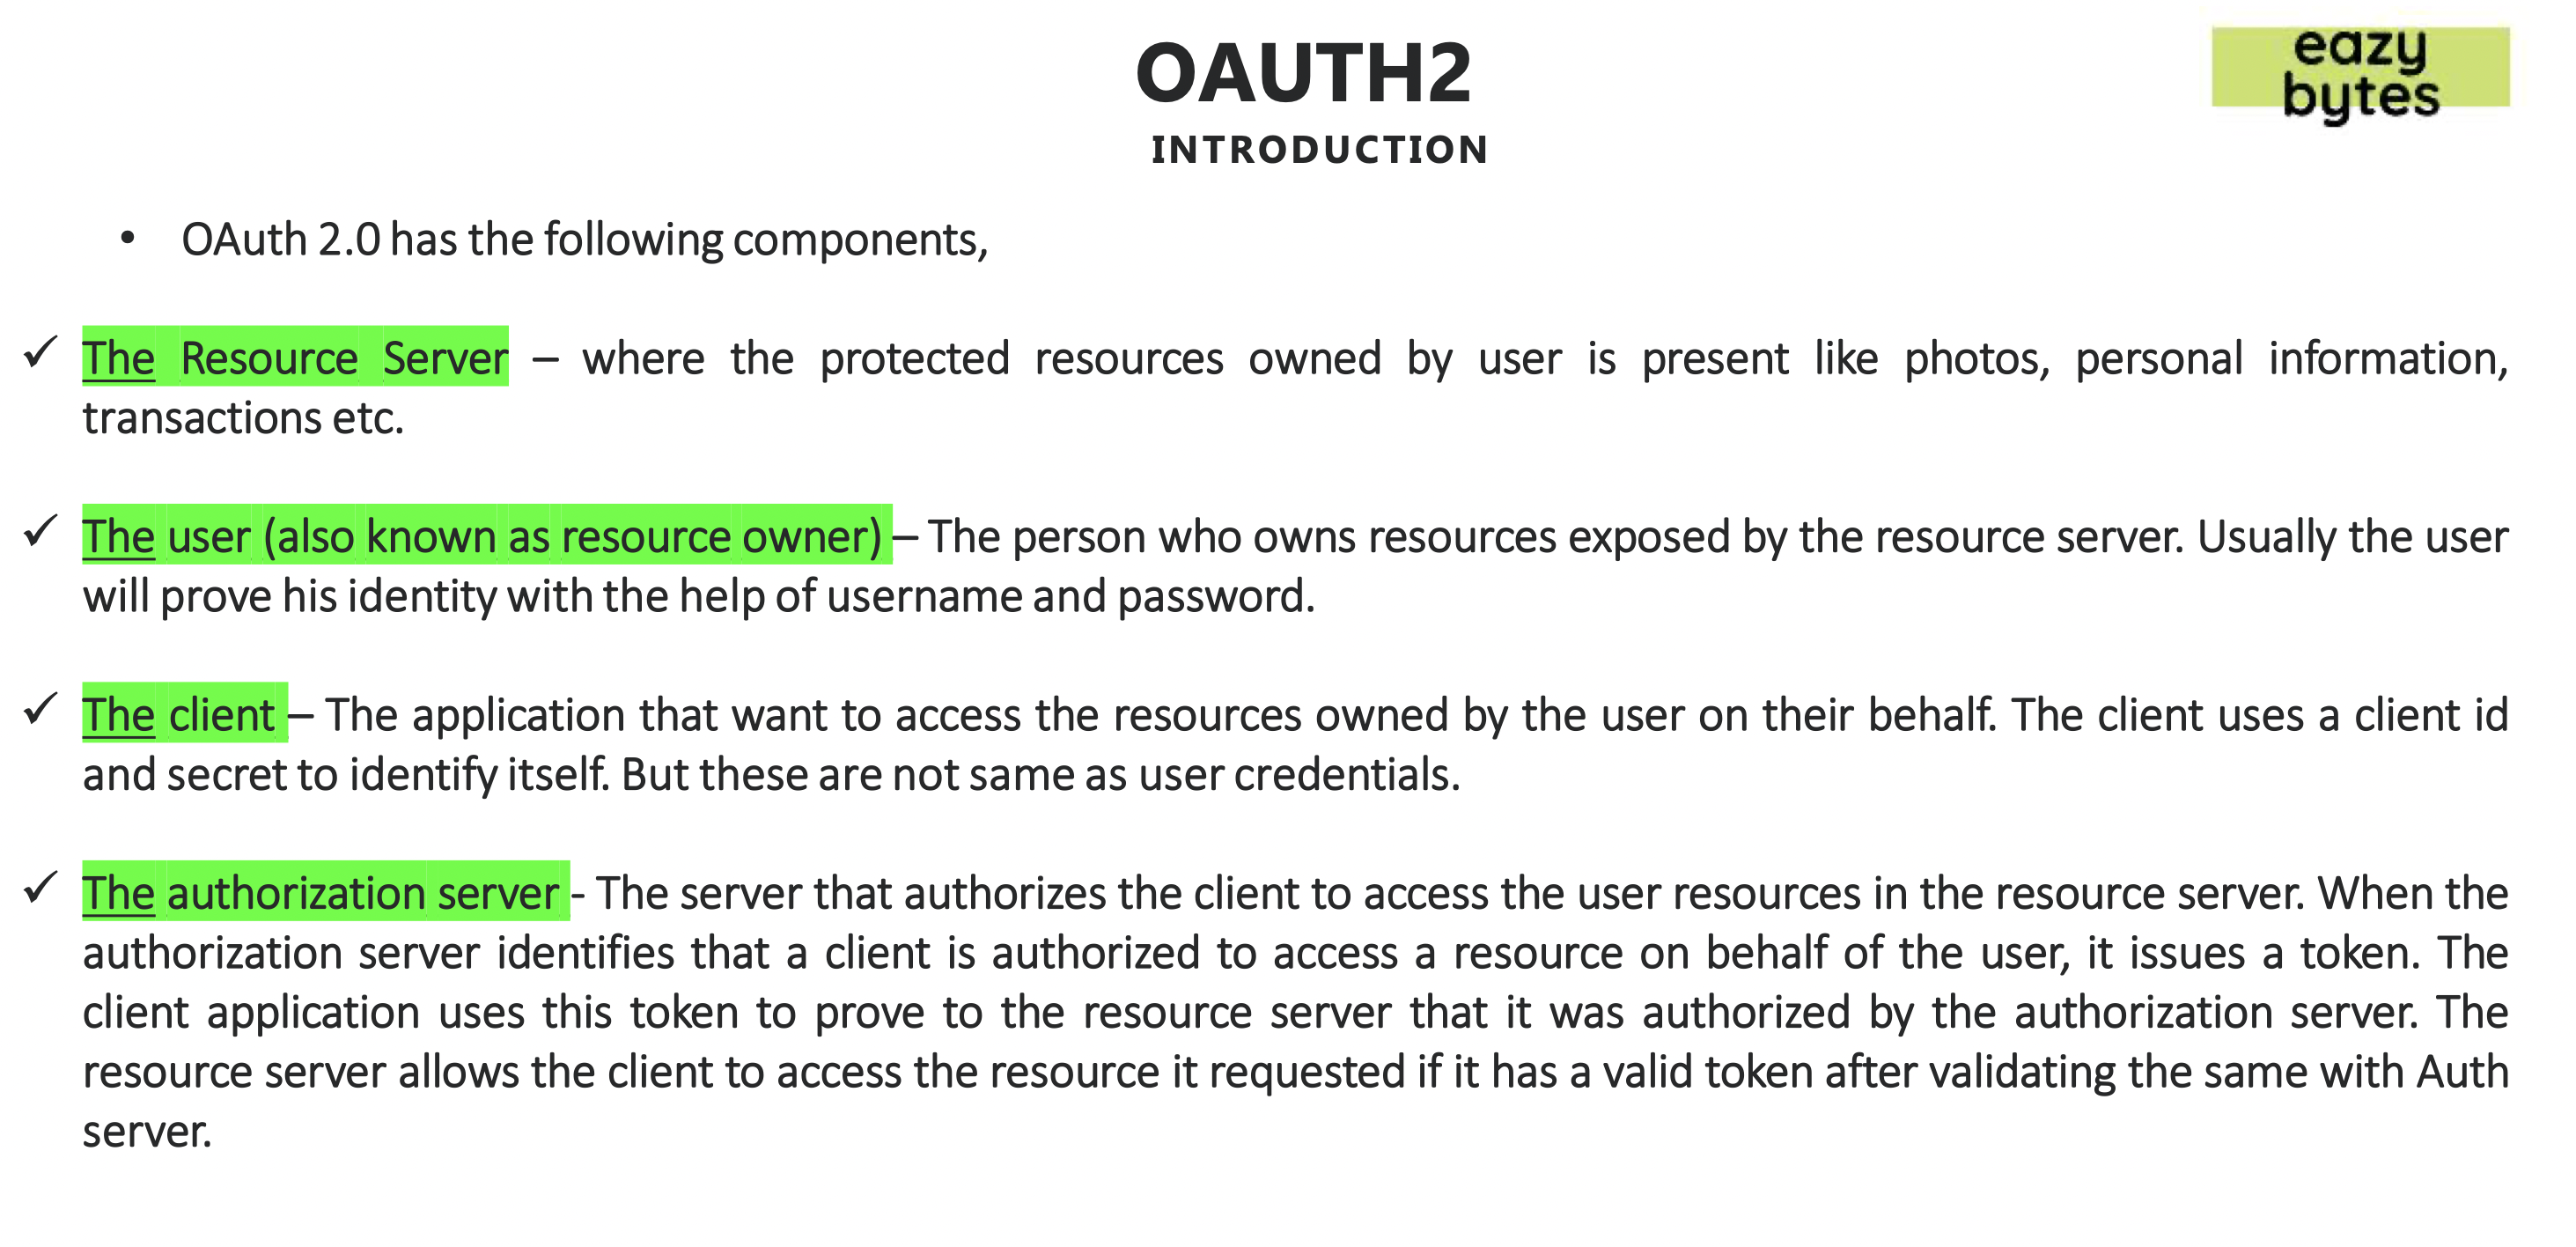 OAUTH2
eazy
bytes
INTRODUCTION
• OAuth 2.0 has the following components,
✓ The Resource Server – where the protected resources owned by user is present like photos, personal information,
transactions etc.
✓ The user (also known as resource owner) – The person who owns resources exposed by the resource server. Usually the user
will prove his identity with the help of username and password.
✓ The client – The application that want to access the resources owned by the user on their behalf. The client uses a client id
and secret to identify itself. But these are not same as user credentials.
✓ The authorization server - The server that authorizes the client to access the user resources in the resource server. When the
authorization server identifies that a client is authorized to access a resource on behalf of the user, it issues a token. The
client application uses this token to prove to the resource server that it was authorized by the authorization server. The
resource server allows the client to access the resource it requested if it has a valid token after validating the same with Auth
server.